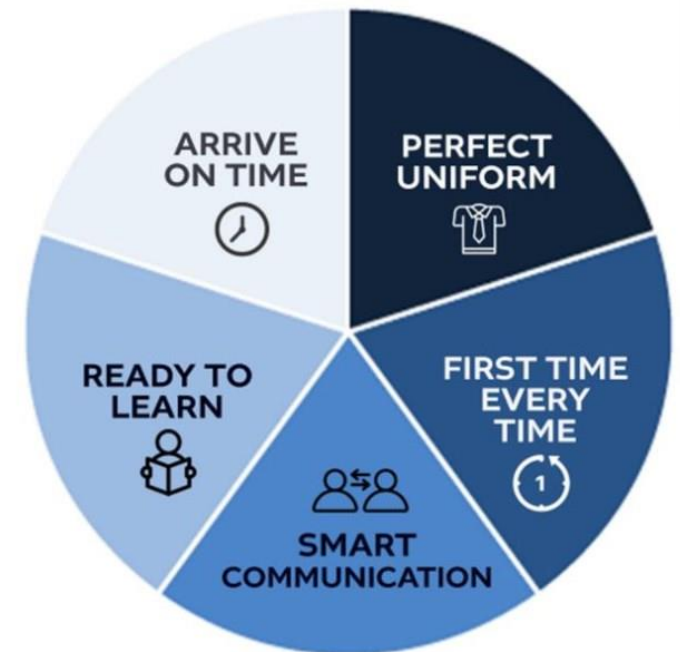 ARRIVE
ON TIME
PERFECT
UNIFORM
READY TO
LEARN
FIRST TIME
EVERY
TIME
1
SMART
COMMUNICATION